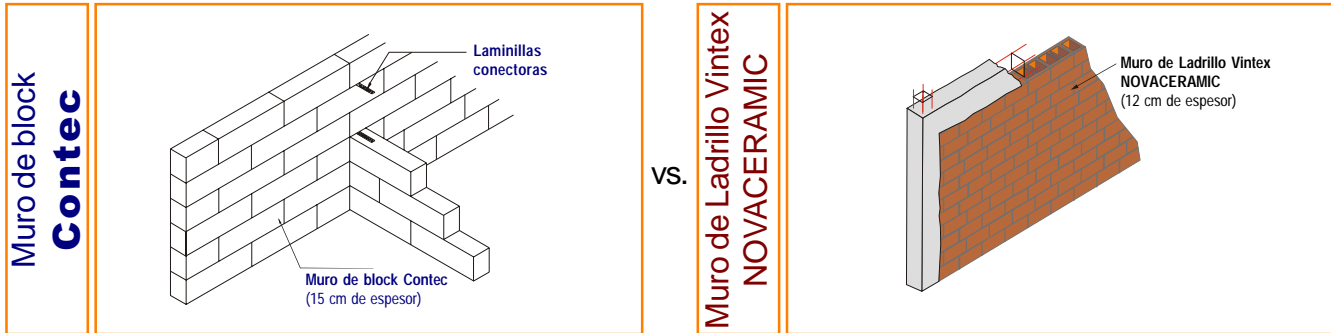 Muro de block
Contec
Laminillas
conectoras
Muro de block Contec
(15 cm de espesor)
vs.
Muro de Ladrillo Vintex
NOVACERAMIC
Muro de Ladrillo Vintex
NOVACERAMIC
(12 cm de espesor)